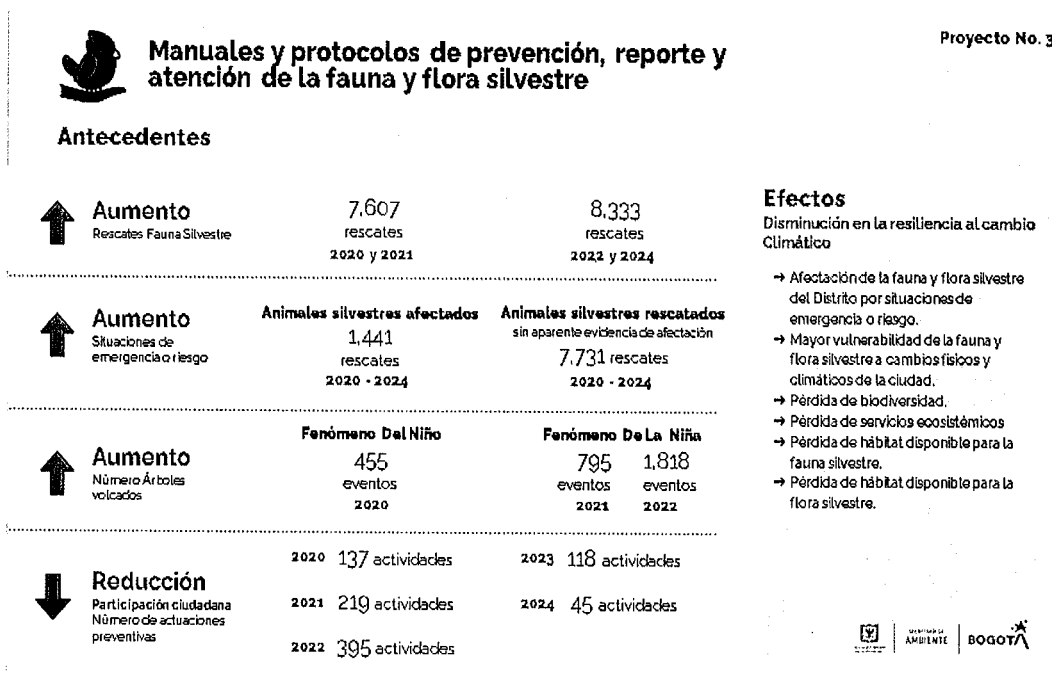 Proyecto No. 3
Manuales y protocolos de prevención, reporte y
atención de la fauna y flora silvestre
Antecedentes
Aumento
Rescates Fauna Silvestre
7.607
rescates
2020 y 2021
8.333
rescates
2022 y 2024
Aumento
Situaciones de
emergencia o riesgo
Animales silvestres afectados
1.441
rescates
2020 - 2024
Animales silvestres rescatados
sin aparente evidencia de afectación
7.731 rescates
2020 - 2024
Aumento
Número Árboles
volcados
Fenómeno Del Niño
455
eventos
2020
Fenómeno De La Niña
795 1.818
eventos eventos
2021 2022
Reducción
Participación ciudadana
Número de actuaciones
preventivas
2020 137 actividades
2021 219 actividades
2022 395 actividades
2023 118 actividades
2024 45 actividades
Efectos
Disminución en la resiliencia al cambio
Climático
→ Afectación de la fauna y flora silvestre
del Distrito por situaciones de
emergencia o riesgo.
→ Mayor vulnerabilidad de la fauna y
flora silvestre a cambios físicos y
climáticos de la ciudad.
→ Pérdida de biodiversidad.
→ Pérdida de servicios ecosistémicos
→ Pérdida de hábitat disponible para la
fauna silvestre.
→ Pérdida de hábitat disponible para la
flora silvestre.
AMBIENTE
BOGOTÁ